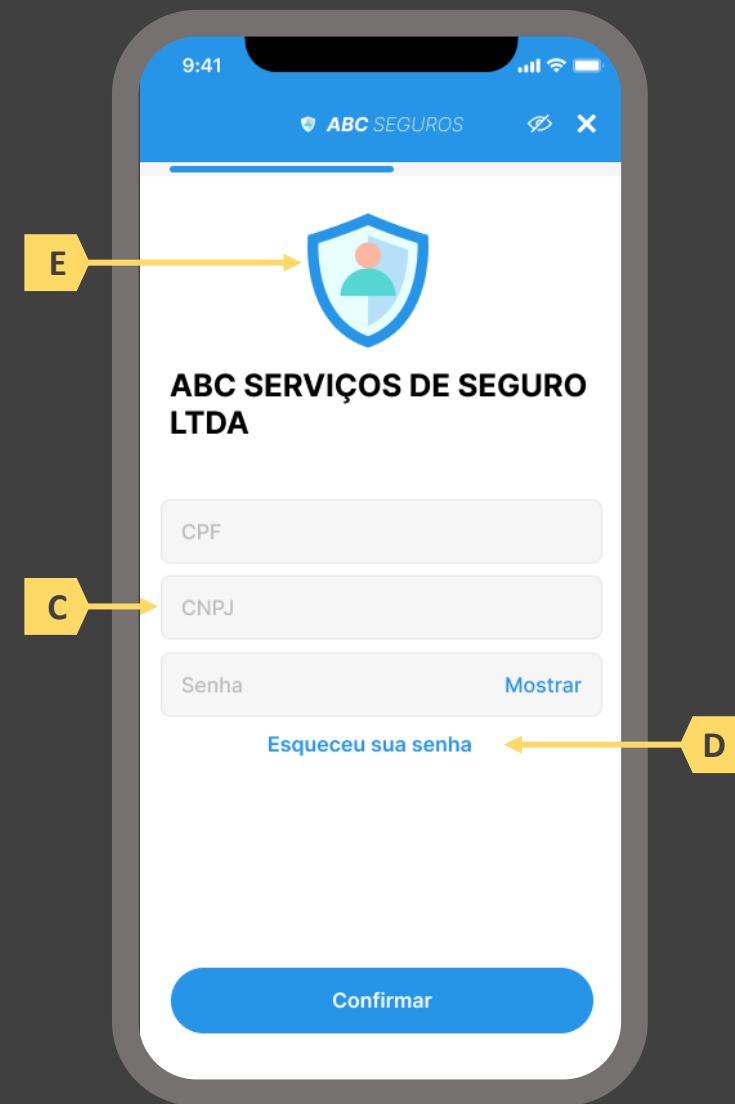 9:41
ABC SEGUROS
E
ABC SERVIÇOS DE SEGURO
LTDA
CPF
C
CNPJ
Senha
Mostrar
Esqueceu sua senha
D
Confirmar